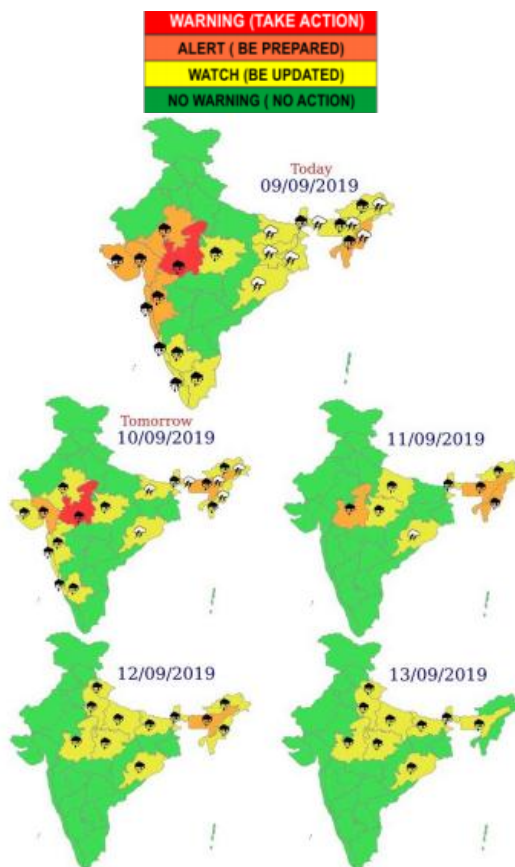 WARNING (TAKE ACTION)
ALERT ( BE PREPARED)
WATCH (BE UPDATED)
NO WARNING ( NO ACTION)
Today
09/09/2019
Tomorrow
10/09/2019
11/09/2019
12/09/2019
13/09/2019